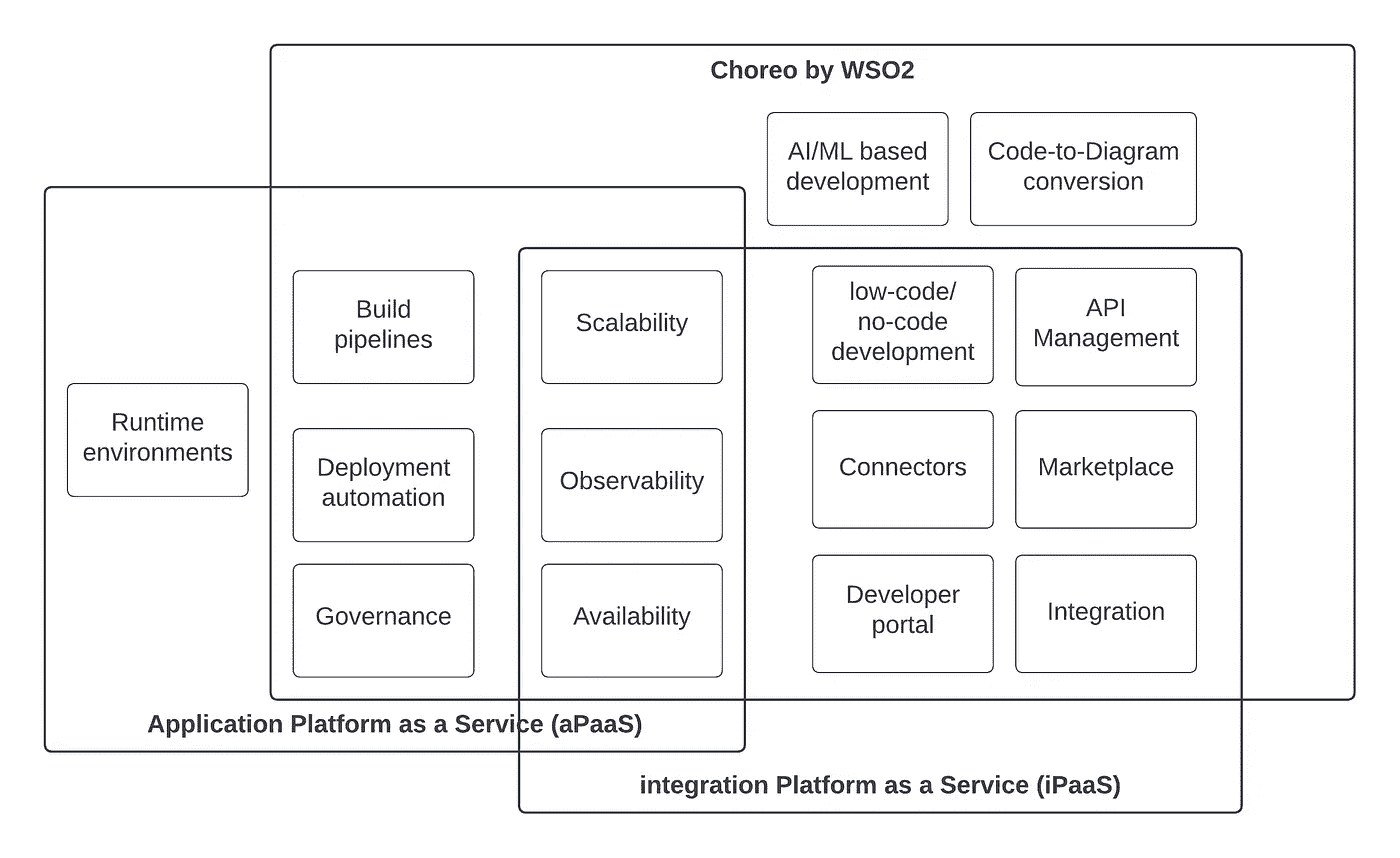 Choreo by WSO2
AI/ML based
development
Code-to-Diagram
conversion
Build
pipelines
Scalability
low-code/
no-code
development
API
Management
Runtime
environments
Deployment
automation
Observability
Connectors
Marketplace
Governance
Availability
Developer
portal
Integration
Application Platform as a Service (aPaaS)
integration Platform as a Service (iPaaS)